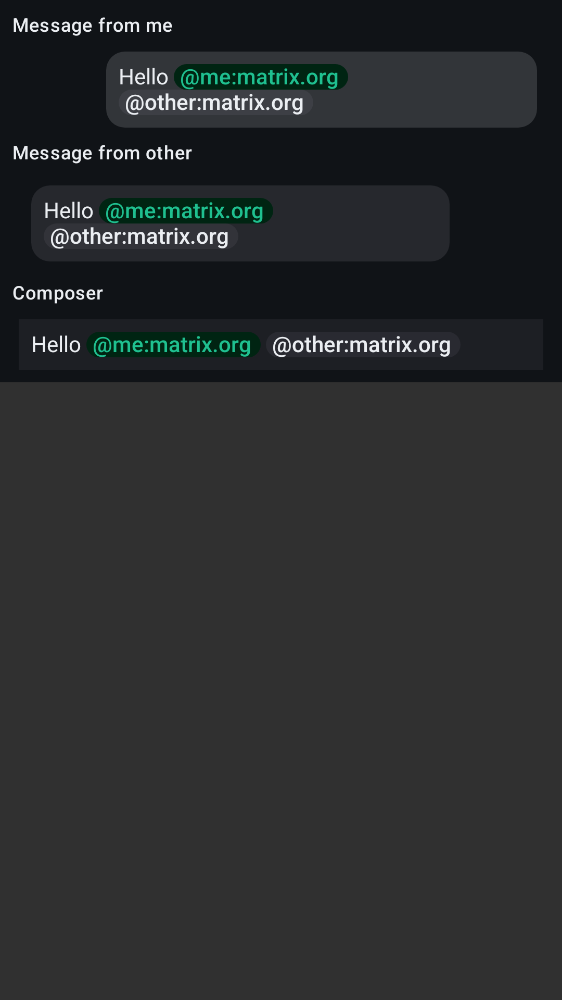 Message from me
Hello @me:matrix.org
@other:matrix.org
Message from other
Hello @me:matrix.org
@other:matrix.org
Composer
Hello @me:matrix.org @other:matrix.org